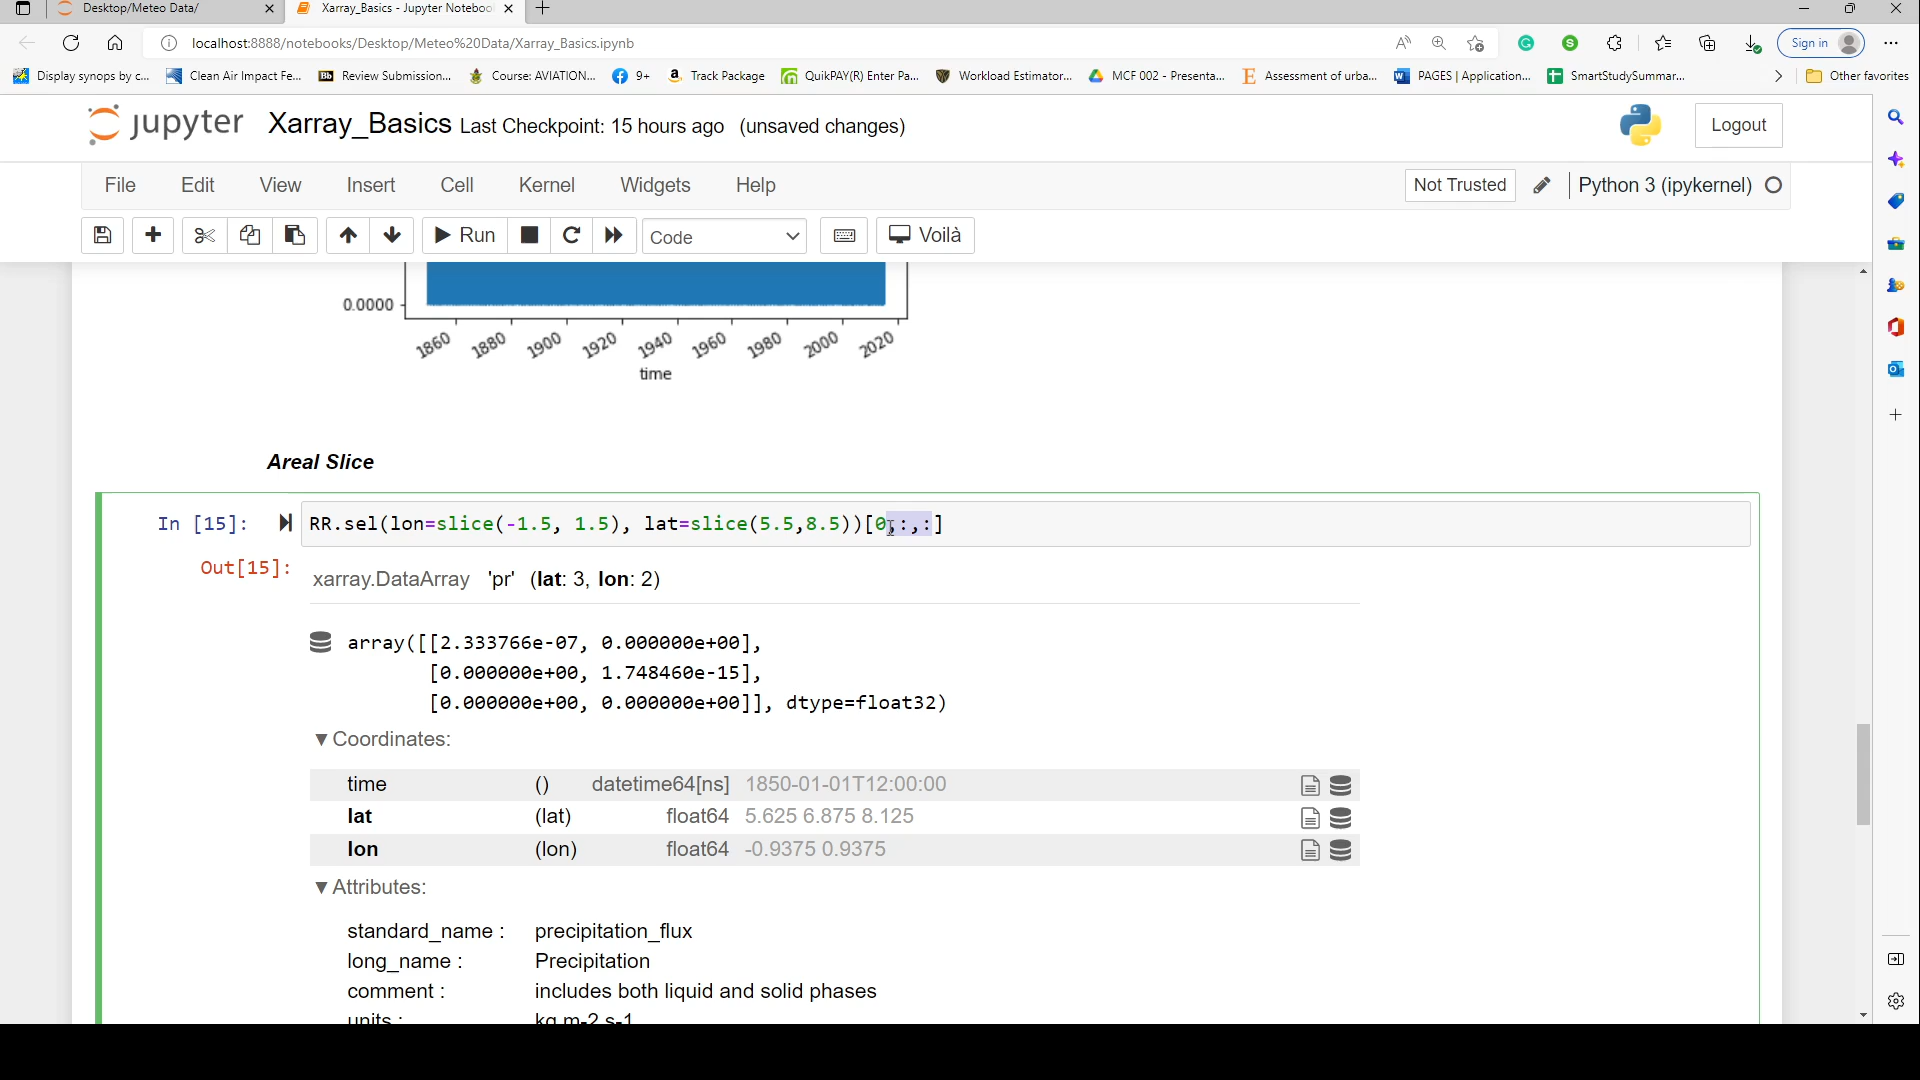 Desktop/Meteo Data/
Xarray_Basics - Jupyter Noteboo
localhost:8888/notebooks/Desktop/Meteo%20Data/Xarray_Basics.ipynb
Sign in
Display synops by c...
Clean Air Impact Fe...
Review Submission...
Course: AVIATION...
9+
Track Package
QuikPAY(R) Enter Pa...
Workload Estimator...
MCF 002 - Presenta...
Assessment of urba...
PAGES | Application...
SmartStudySummar...
Other favorites
jupyter Xarray_Basics Last Checkpoint: 15 hours ago (unsaved changes)
Logout
File Edit View Insert Cell Kernel Widgets Help
Not Trusted
Python 3 (ipykernel)
Run
Code
Voilà
0.0000
1860 1880 1900 1920 1940 1960 1980 2000 2020
time
Areal Slice
In [15]: RR.sel(lon=slice(-1.5, 1.5), lat=slice(5.5,8.5))[0,:,:]
Out[15]: xarray.DataArray 'pr' (lat: 3, lon: 2)
array([[2.333766e-07, 0.000000e+00],
[0.000000e+00, 1.748460e-15],
[0.000000e+00, 0.000000e+00]], dtype=float32)
▼ Coordinates:
time () datetime64[ns] 1850-01-01T12:00:00
lat (lat) float64 5.625 6.875 8.125
lon (lon) float64 -0.9375 0.9375
▼ Attributes:
standard_name : precipitation_flux
long_name : Precipitation
comment : includes both liquid and solid phases
units : kg m-2 s-1